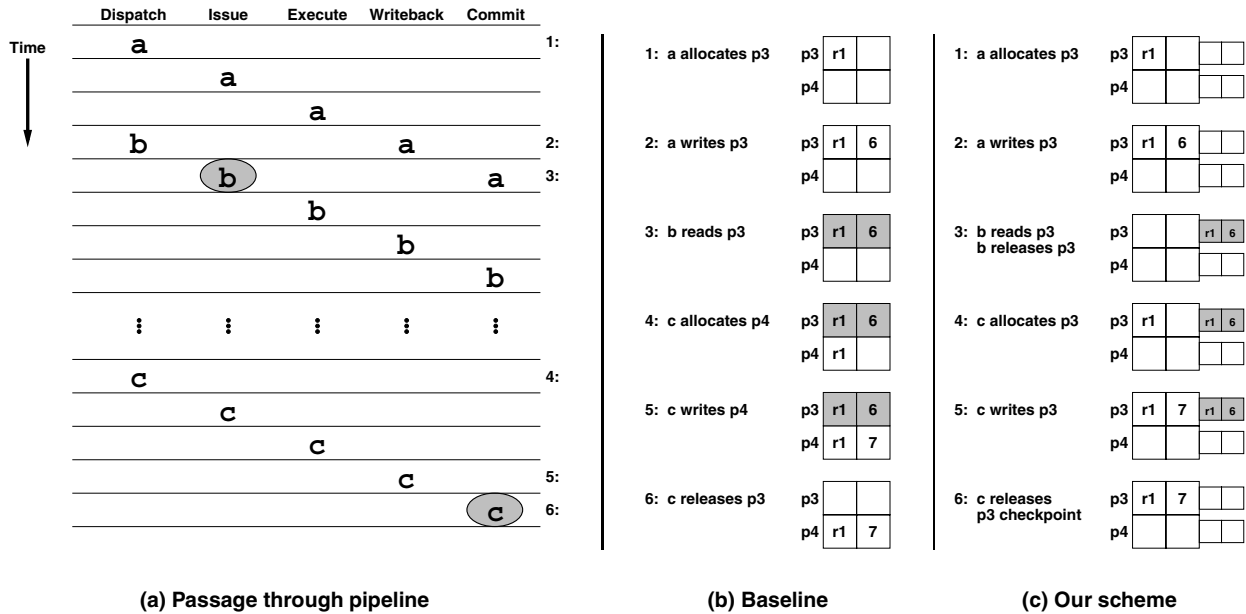 Dispatch Issue Execute Writeback Commit
Time
a 1:
a
a
b a 2:
b a 3:
b
b
b
c 4:
c
c
c 5:
c 6:
(a) Passage through pipeline
1: a allocates p3 p3 r1
p4
2: a writes p3 p3 r1 6
p4
3: b reads p3 p3 r1 6
p4
4: c allocates p4 p3 r1 6
p4 r1
5: c writes p4 p3 r1 6
p4 r1 7
6: c releases p3 p3
p4 r1 7
(b) Baseline
1: a allocates p3 p3 r1
p4
2: a writes p3 p3 r1 6
p4
3: b reads p3 p3 r1 6
b releases p3
p4
4: c allocates p3 p3 r1 r1 6
p4
5: c writes p3 p3 r1 7 r1 6
p4
6: c releases p3 r1 7
p3 checkpoint
p4
(c) Our scheme